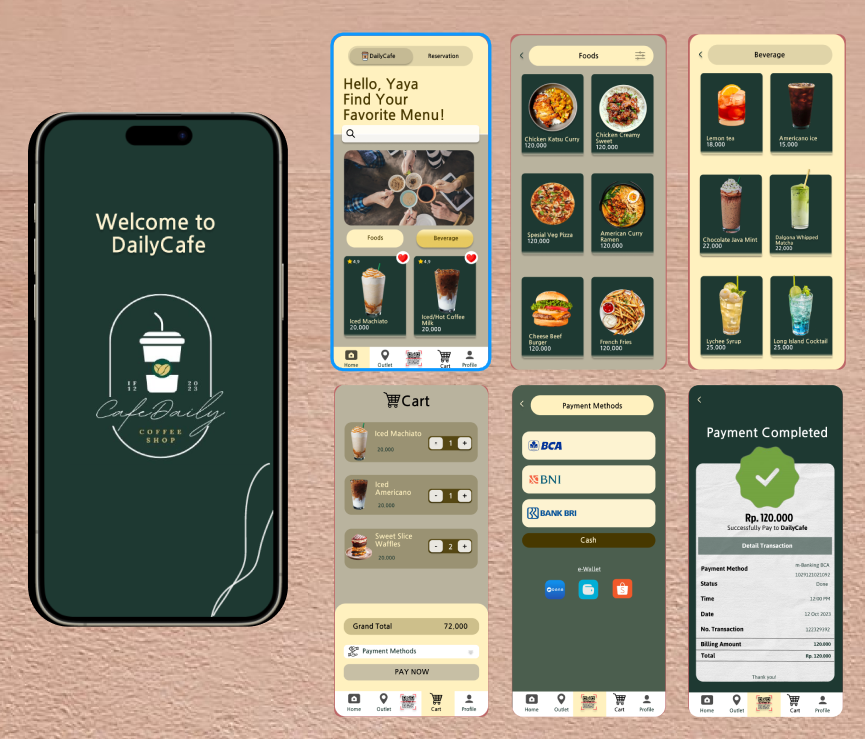 Welcome to
DailyCafe
IF 20
12 23
CafeDaily
COFFEE
SHOP
DailyCafe Reservation
Hello, Yaya
Find Your
Favorite Menu!
Foods Beverage
4.9 4.9
Iced Machiato
20,000
Iced/Hot Coffee
Milk
20,000
Home Outlet Cart Profile
Foods
Chicken Katsu Curry
120.000
Chicken Creamy
Sweet
120.000
Spesial Veg Pizza
120,000
American Curry
Ramen
120.000
Cheese Beef
Burger
120.000
French Fries
120,000
Beverage
Lemon tea
18,000
Americano ice
15,000
Chocolate Java Mint
22,000
Dalgona Whipped
Matcha
22,000
Lychee Syrup
25.000
Long Island Cocktail
25.000
Cart
Iced Machiato
20,000
- 1 +
Iced
Americano
20.000
- 1 +
Sweet Slice
Waffles
20.000
- 2 +
Grand Total 72.000
Payment Methods
PAY NOW
Home Outlet Cart Profile
Payment Methods
BCA
BNI
BANK BRI
Cash
e-Wallet
DANA
Home Outlet Cart Profile
Payment Completed
Rp. 120.000
Successfully Pay to DailyCafe
Detail Transaction
Payment Method m-Banking BCA
1029121021092
Status Done
Time 12:00 PM
Date 12 Oct 2023
No. Transaction 122329392
Billing Amount 120.000
Total Rp. 120.000
Thank you!
Home Outlet Cart Profile